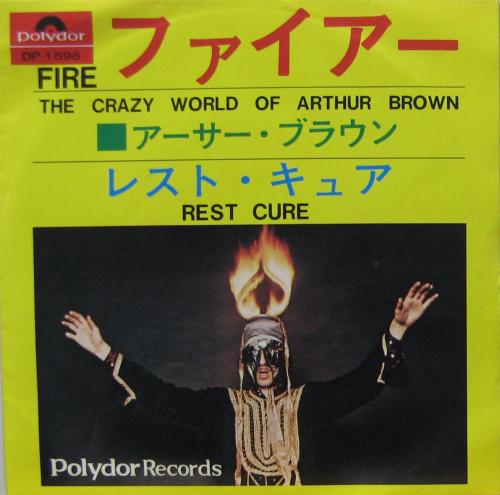 polydor
DP-1596
FIRE ファイアー
THE CRAZY WORLD OF ARTHUR BROWN
■アーサー・ブラウン
レスト・キュア
REST CURE
Polydor Records